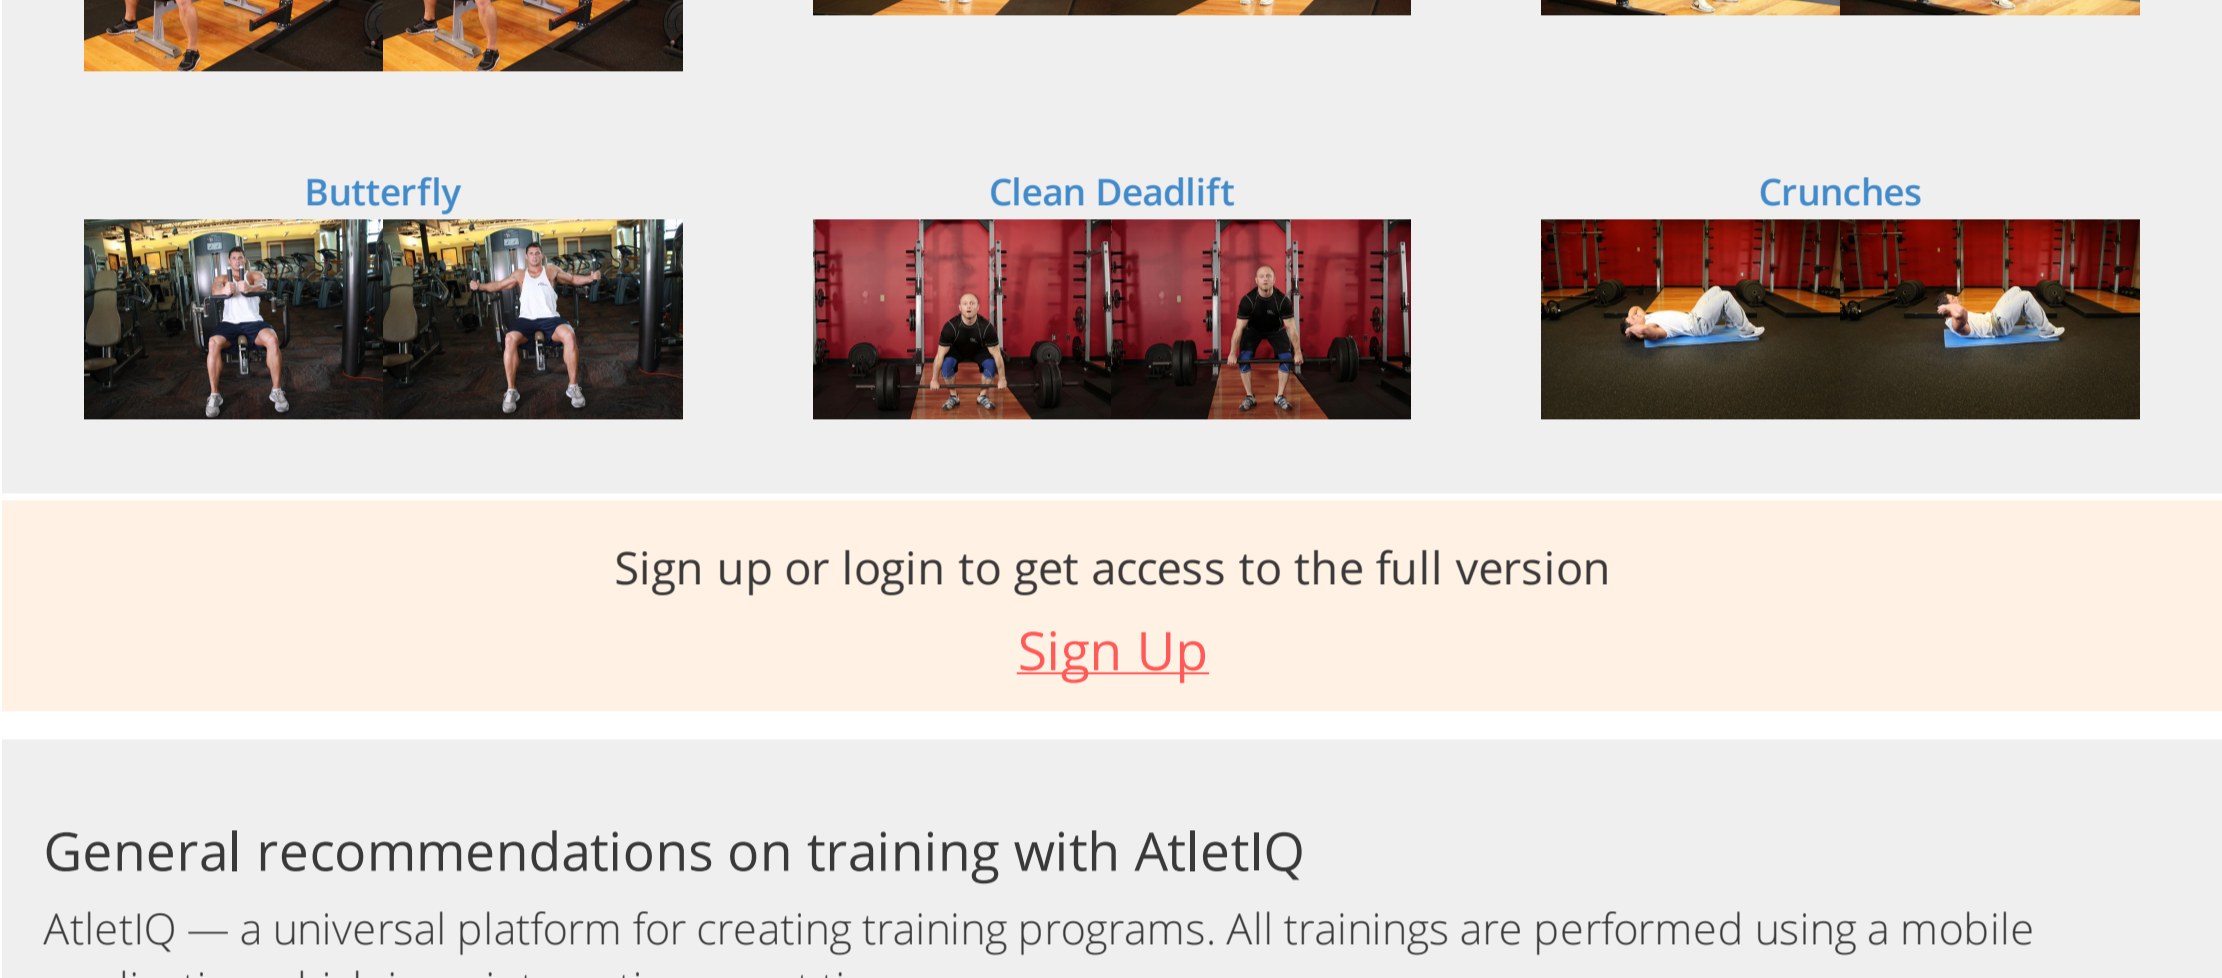 Butterfly
Clean Deadlift
Crunches
Sign up or login to get access to the full version
Sign Up
General recommendations on training with AtletIQ
AtletIQ — a universal platform for creating training programs. All trainings are performed using a mobile